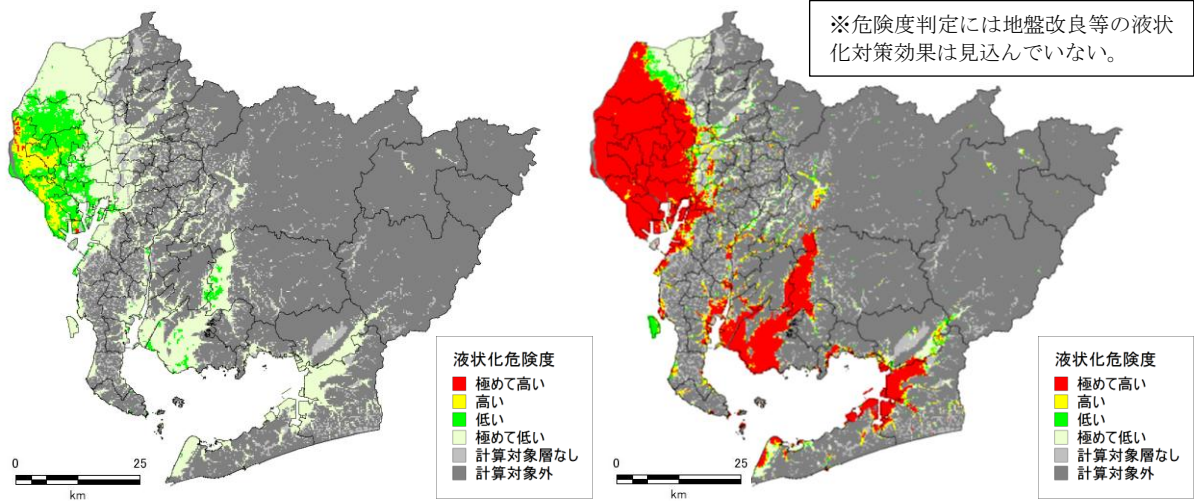 ※危険度判定には地盤改良等の液状
化対策効果は見込んでいない。
液状化危険度
極めて高い
高い
低い
極めて低い
計算対象層なし
計算対象外
0 25
km
液状化危険度
極めて高い
高い
低い
極めて低い
計算対象層なし
計算対象外
0 25
km